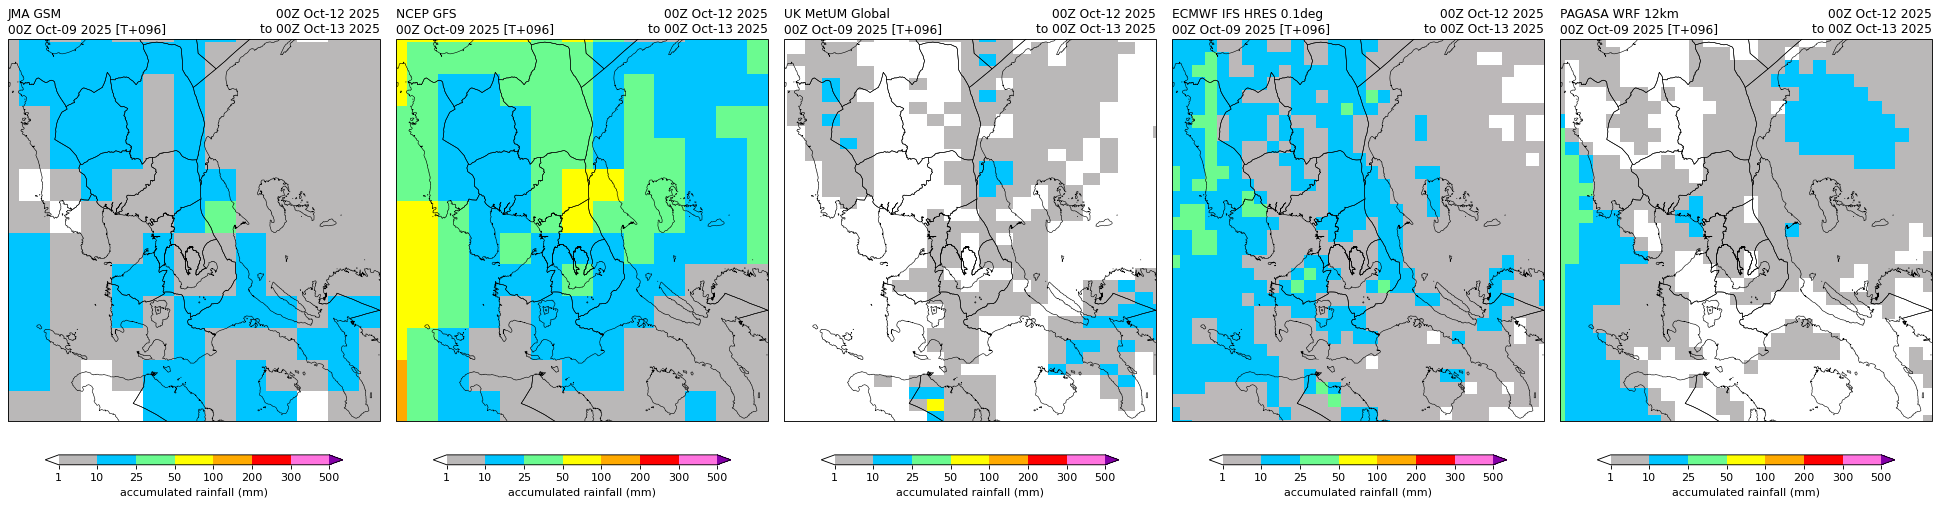 JMA GSM 00Z Oct-12 2025
00Z Oct-09 2025 [T+096] to 00Z Oct-13 2025
1 10 25 50 100 200 300 500
accumulated rainfall (mm)
NCEP GFS 00Z Oct-12 2025
00Z Oct-09 2025 [T+096] to 00Z Oct-13 2025
1 10 25 50 100 200 300 500
accumulated rainfall (mm)
UK MetUM Global 00Z Oct-12 2025
00Z Oct-09 2025 [T+096] to 00Z Oct-13 2025
1 10 25 50 100 200 300 500
accumulated rainfall (mm)
ECMWF IFS HRES 0.1deg 00Z Oct-12 2025
00Z Oct-09 2025 [T+096] to 00Z Oct-13 2025
1 10 25 50 100 200 300 500
accumulated rainfall (mm)
PAGASA WRF 12km 00Z Oct-12 2025
00Z Oct-09 2025 [T+096] to 00Z Oct-13 2025
1 10 25 50 100 200 300 500
accumulated rainfall (mm)